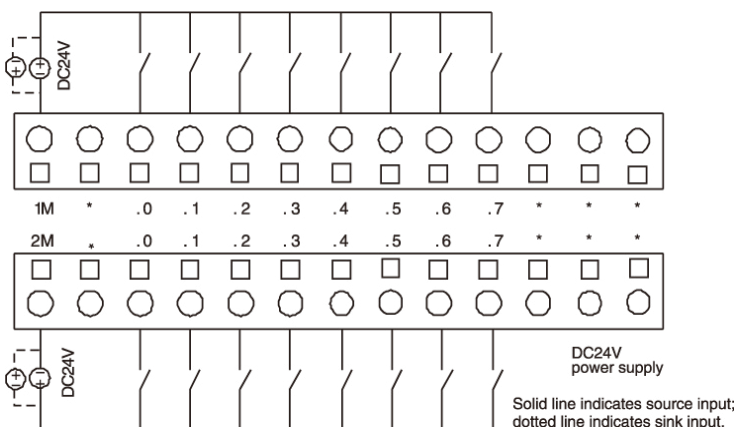 DC24V
1M * .0 .1 .2 .3 .4 .5 .6 .7 * * *
2M * .0 .1 .2 .3 .4 .5 .6 .7 * * *
DC24V
DC24V
power supply
Solid line indicates source input;
dotted line indicates sink input.